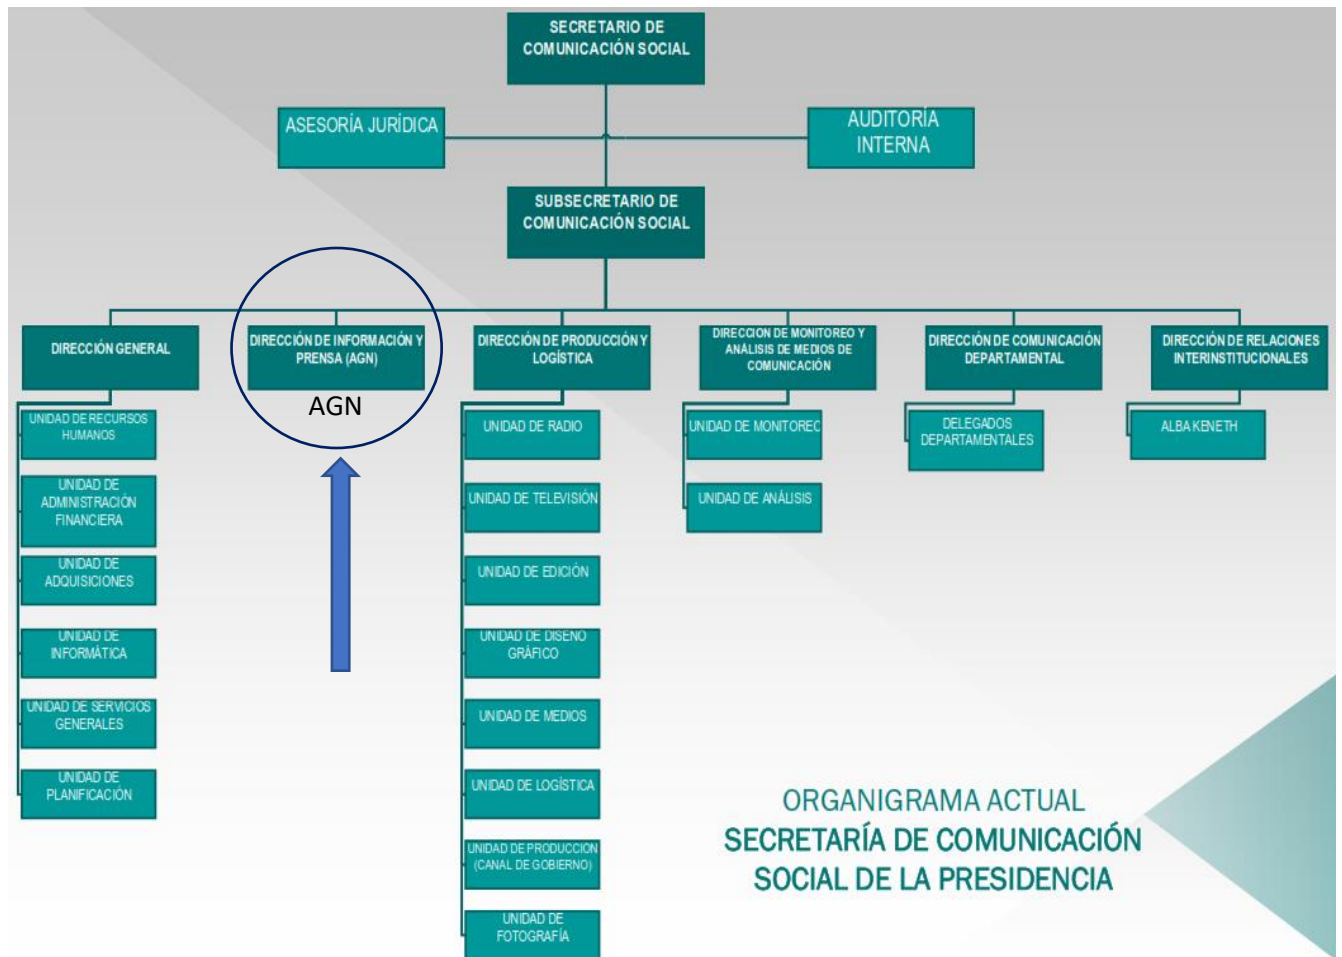 SECRETARIO DE
COMUNICACIÓN SOCIAL
ASESORÍA JURÍDICA
AUDITORÍA
INTERNA
SUBSECRETARIO DE
COMUNICACIÓN SOCIAL
DIRECCIÓN GENERAL
DIRECCIÓN DE INFORMACIÓN Y
PRENSA (AGN)
AGN
DIRECCIÓN DE PRODUCCIÓN Y
LOGÍSTICA
DIRECCION DE MONITOREO Y
ANÁLISIS DE MEDIOS DE
COMUNICACIÓN
DIRECCIÓN DE COMUNICACIÓN
DEPARTAMENTAL
DIRECCIÓN DE RELACIONES
INTERINSTITUCIONALES
UNIDAD DE RECURSOS
HUMANOS
UNIDAD DE
ADMINISTRACIÓN
FINANCIERA
UNIDAD DE
ADQUISICIONES
UNIDAD DE
INFORMÁTICA
UNIDAD DE SERVICIOS
GENERALES
UNIDAD DE
PLANIFICACIÓN
UNIDAD DE RADIO
UNIDAD DE TELEVISIÓN
UNIDAD DE EDICIÓN
UNIDAD DE DISENO
GRÁFICO
UNIDAD DE MEDIOS
UNIDAD DE LOGÍSTICA
UNIDAD DE PRODUCCION
(CANAL DE GOBIERNO)
UNIDAD DE
FOTOGRAFÍA
UNIDAD DE MONITOREO
UNIDAD DE ANÁLISIS
DELEGADOS
DEPARTAMENTALES
ALBA KENETH
ORGANIGRAMA ACTUAL
SECRETARÍA DE COMUNICACIÓN
SOCIAL DE LA PRESIDENCIA